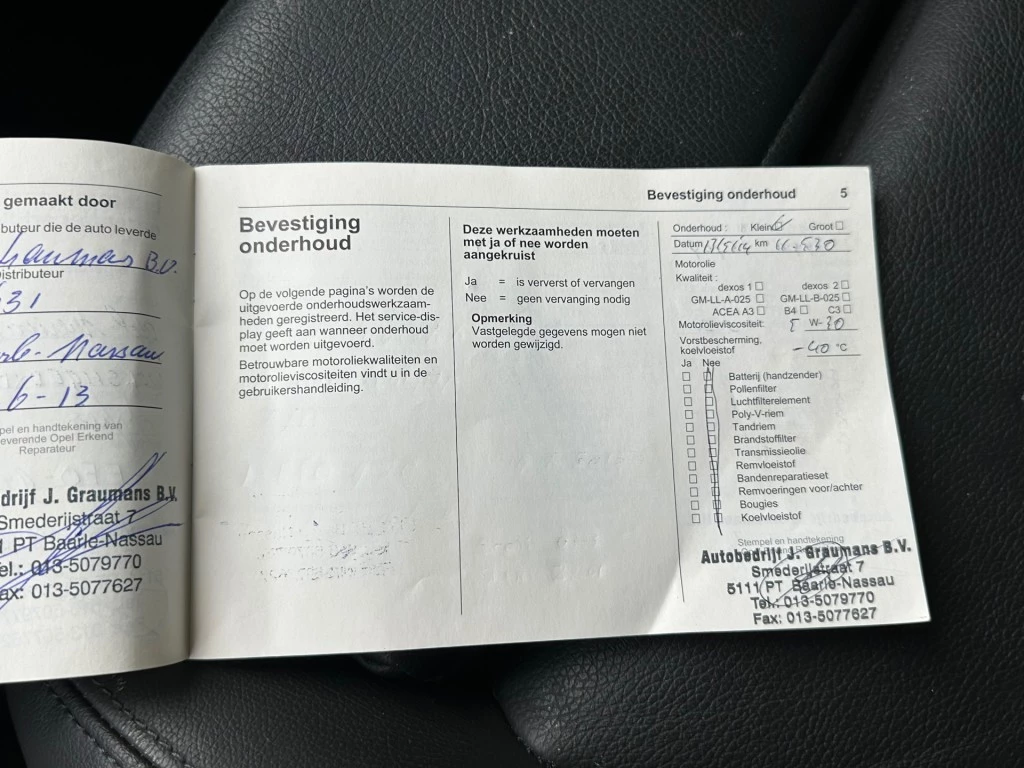 gemaakt door
buteur die de auto leverde
Graumans B.V.
istributeur
31
rle-Nassau
6-13
pel en handtekening van
everende Opel Erkend
Reparateur
drijf J. Graumans B.V.
Smederijstraat 7
PT Baarle-Nassau
el.: 013-5079770
ax: 013-5077627
Bevestiging
onderhoud
Op de volgende pagina's worden de
uitgevoerde onderhoudswerkzaam-
heden geregistreerd. Het service-dis-
play geeft aan wanneer onderhoud
moet worden uitgevoerd.
Betrouwbare motoroliekwaliteiten en
motorolieviscositeiten vindt u in de
gebruikershandleiding.
Deze werkzaamheden moeten
met ja of nee worden
aangekruist
Ja = is ververst of vervangen
Nee = geen vervanging nodig
Opmerking
Vastgelegde gegevens mogen niet
worden gewijzigd.
Bevestiging onderhoud 5
Onderhoud : Klein Groot
Datum km
Motorolie
Kwaliteit :
dexos 1 dexos 2
GM-LL-A-025 GM-LL-B-025
ACEA A3 B4 C3
Motorolieviscositeit: W-30
Vorstbescherming,
koelvloeistof -40 °C
Ja Nee
Batterij (handzender)
Pollenfilter
Luchtfilterelement
Poly-V-riem
Tandriem
Brandstoffilter
Transmissieolie
Remvloeistof
Bandenreparatieset
Remvoeringen voor/achter
Bougies
Koelvloeistof
Stempel en handtekening
Autobedrijf J. Graumans B.V.
Smederijstraat 7
5111 PT Baarle-Nassau
Tel.: 013-5079770
Fax: 013-5077627